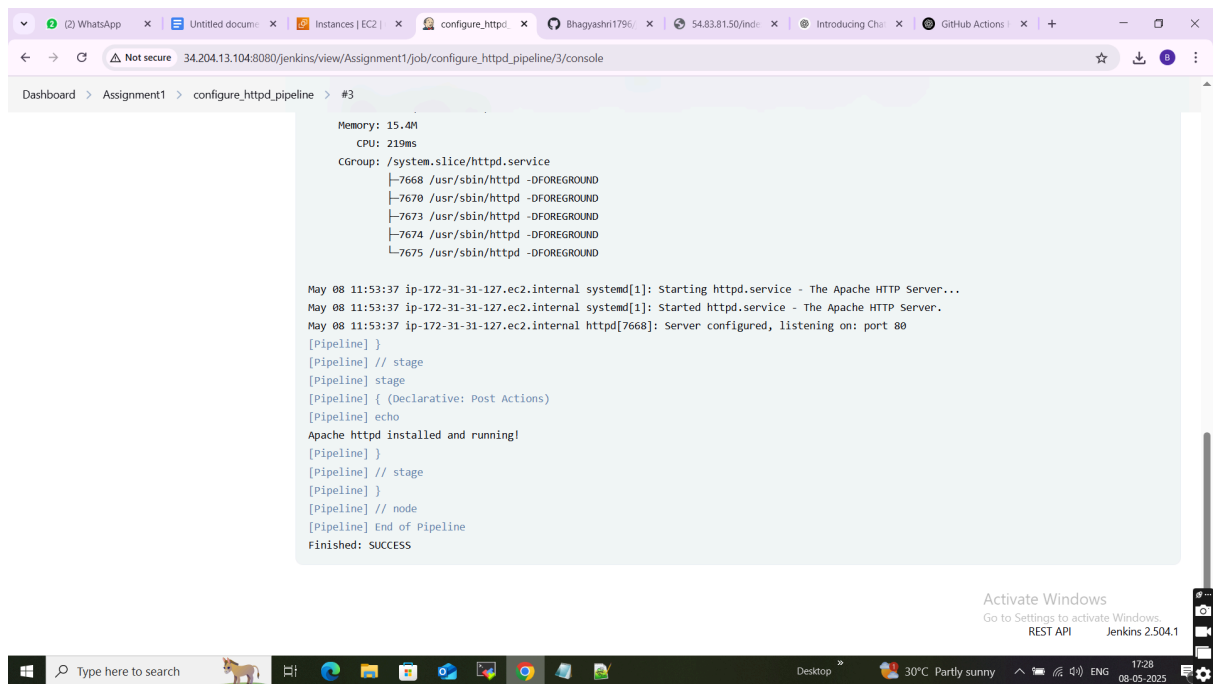 (2) WhatsApp
Untitled docume
Instances | EC2 |
configure_httpd_
Bhagyashri1796/
54.83.81.50/inde
Introducing Chat
GitHub Actions
Not secure 34.204.13.104:8080/jenkins/view/Assignment1/job/configure_httpd_pipeline/3/console
B
Dashboard > Assignment1 > configure_httpd_pipeline > #3
Memory: 15.4M
CPU: 219ms
CGroup: /system.slice/httpd.service
├─7668 /usr/sbin/httpd -DFOREGROUND
├─7670 /usr/sbin/httpd -DFOREGROUND
├─7673 /usr/sbin/httpd -DFOREGROUND
├─7674 /usr/sbin/httpd -DFOREGROUND
└─7675 /usr/sbin/httpd -DFOREGROUND
May 08 11:53:37 ip-172-31-31-127.ec2.internal systemd[1]: Starting httpd.service - The Apache HTTP Server...
May 08 11:53:37 ip-172-31-31-127.ec2.internal systemd[1]: Started httpd.service - The Apache HTTP Server.
May 08 11:53:37 ip-172-31-31-127.ec2.internal httpd[7668]: Server configured, listening on: port 80
[Pipeline] }
[Pipeline] // stage
[Pipeline] stage
[Pipeline] { (Declarative: Post Actions)
[Pipeline] echo
Apache httpd installed and running!
[Pipeline] }
[Pipeline] // stage
[Pipeline] }
[Pipeline] // node
[Pipeline] End of Pipeline
Finished: SUCCESS
Activate Windows
Go to Settings to activate Windows.
REST API Jenkins 2.504.1
Type here to search
Desktop
30°C Partly sunny
ENG
17:28
08-05-2025